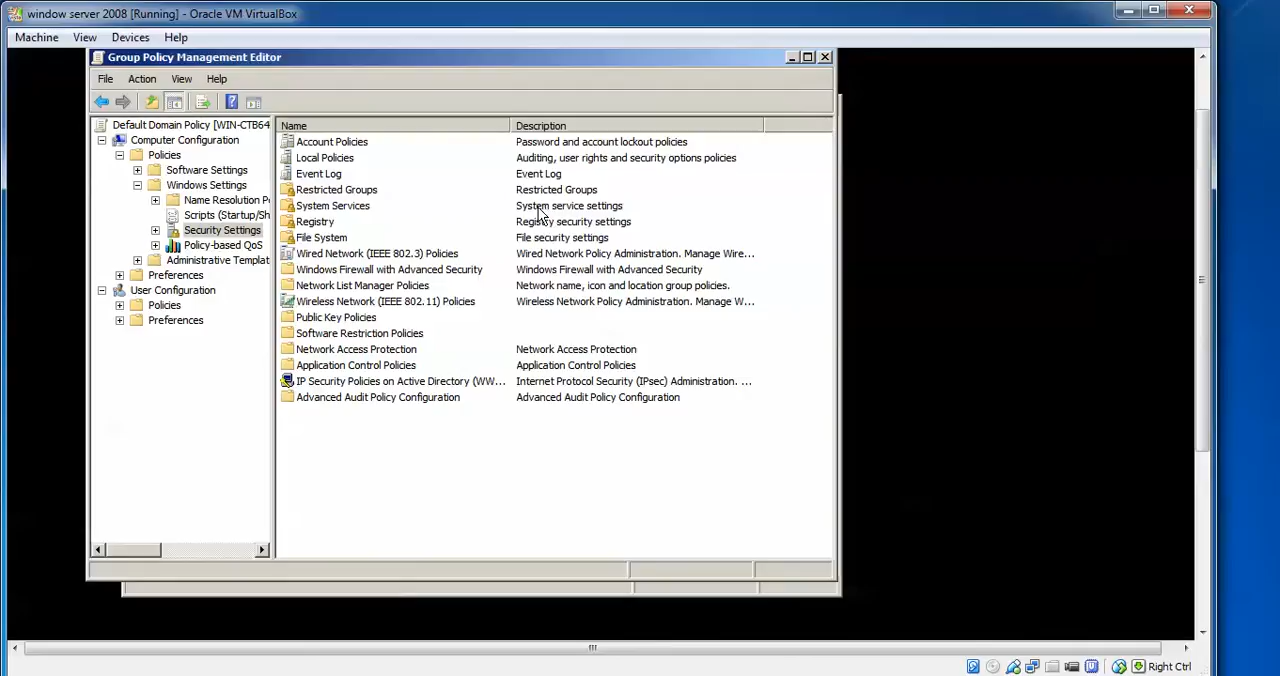 window server 2008 [Running] - Oracle VM VirtualBox
Machine View Devices Help
Group Policy Management Editor
File Action View Help
Default Domain Policy [WIN-CTB64
Computer Configuration
Policies
Software Settings
Windows Settings
Name Resolution P
Scripts (Startup/Sh
Security Settings
Policy-based QoS
Administrative Templat
Preferences
User Configuration
Policies
Preferences
Name Description
Account Policies Password and account lockout policies
Local Policies Auditing, user rights and security options policies
Event Log Event Log
Restricted Groups Restricted Groups
System Services System service settings
Registry Registry security settings
File System File security settings
Wired Network (IEEE 802.3) Policies Wired Network Policy Administration. Manage Wire...
Windows Firewall with Advanced Security Windows Firewall with Advanced Security
Network List Manager Policies Network name, icon and location group policies.
Wireless Network (IEEE 802.11) Policies Wireless Network Policy Administration. Manage W...
Public Key Policies
Software Restriction Policies
Network Access Protection Network Access Protection
Application Control Policies Application Control Policies
IP Security Policies on Active Directory (WW... Internet Protocol Security (IPsec) Administration. ...
Advanced Audit Policy Configuration Advanced Audit Policy Configuration
Right Ctrl